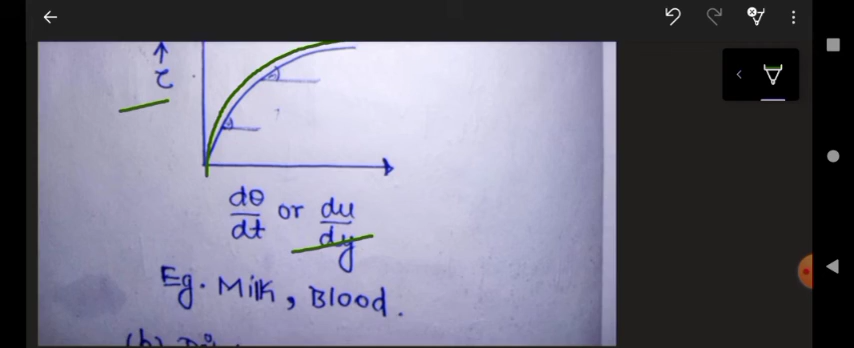 ↑
τ
dθ/dt or du/dy
Eg. Milk, Blood.
(b)